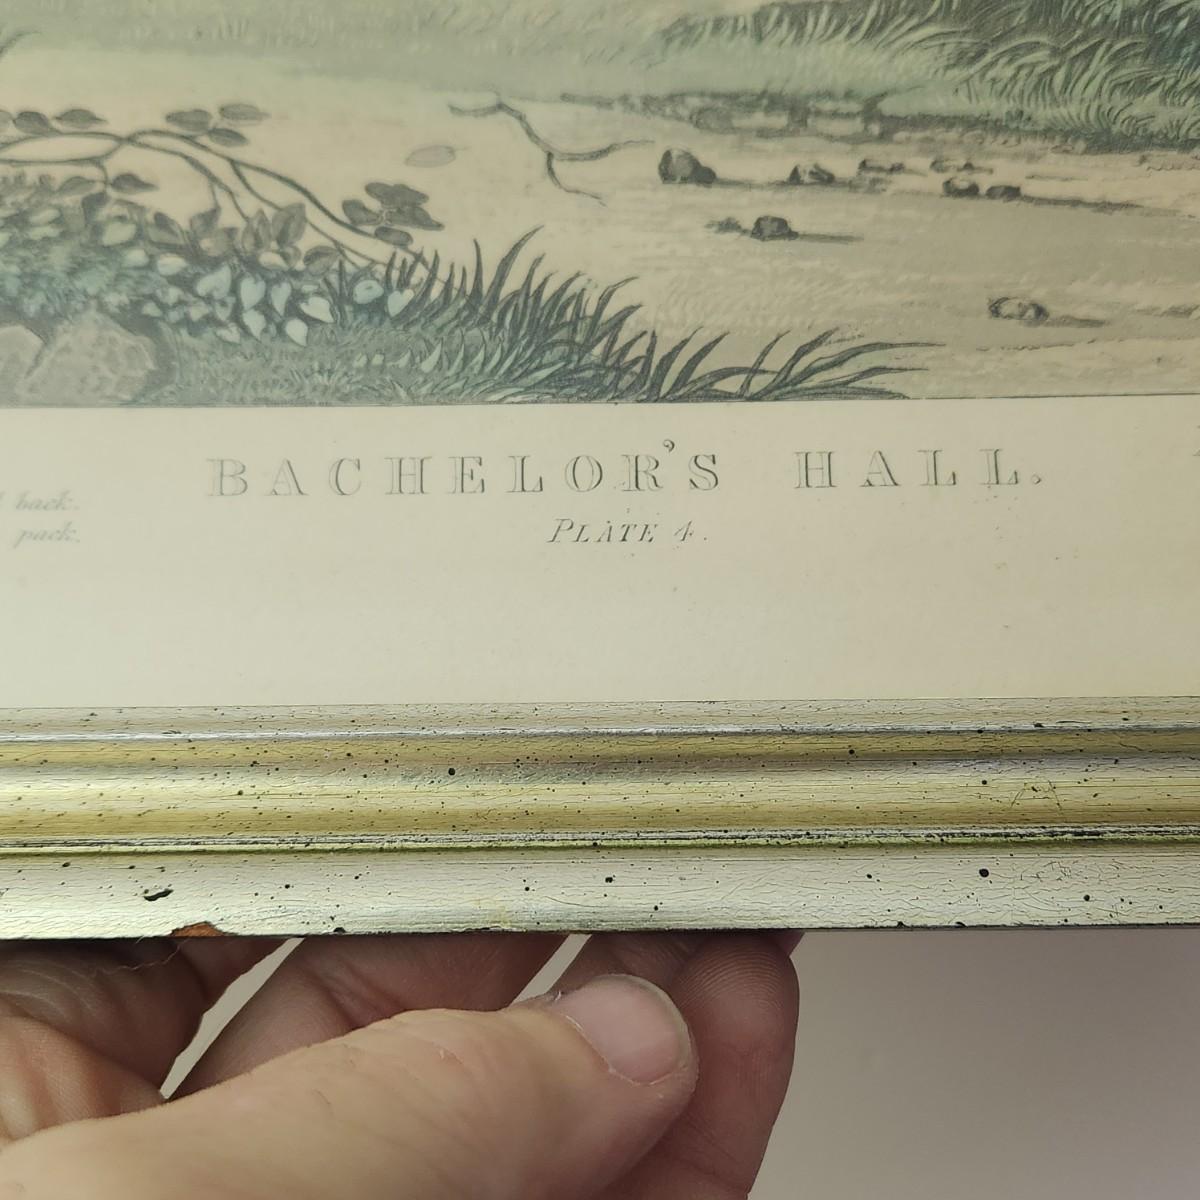 back.
pack.
BACHELOR'S HALL.
PLATE 4.